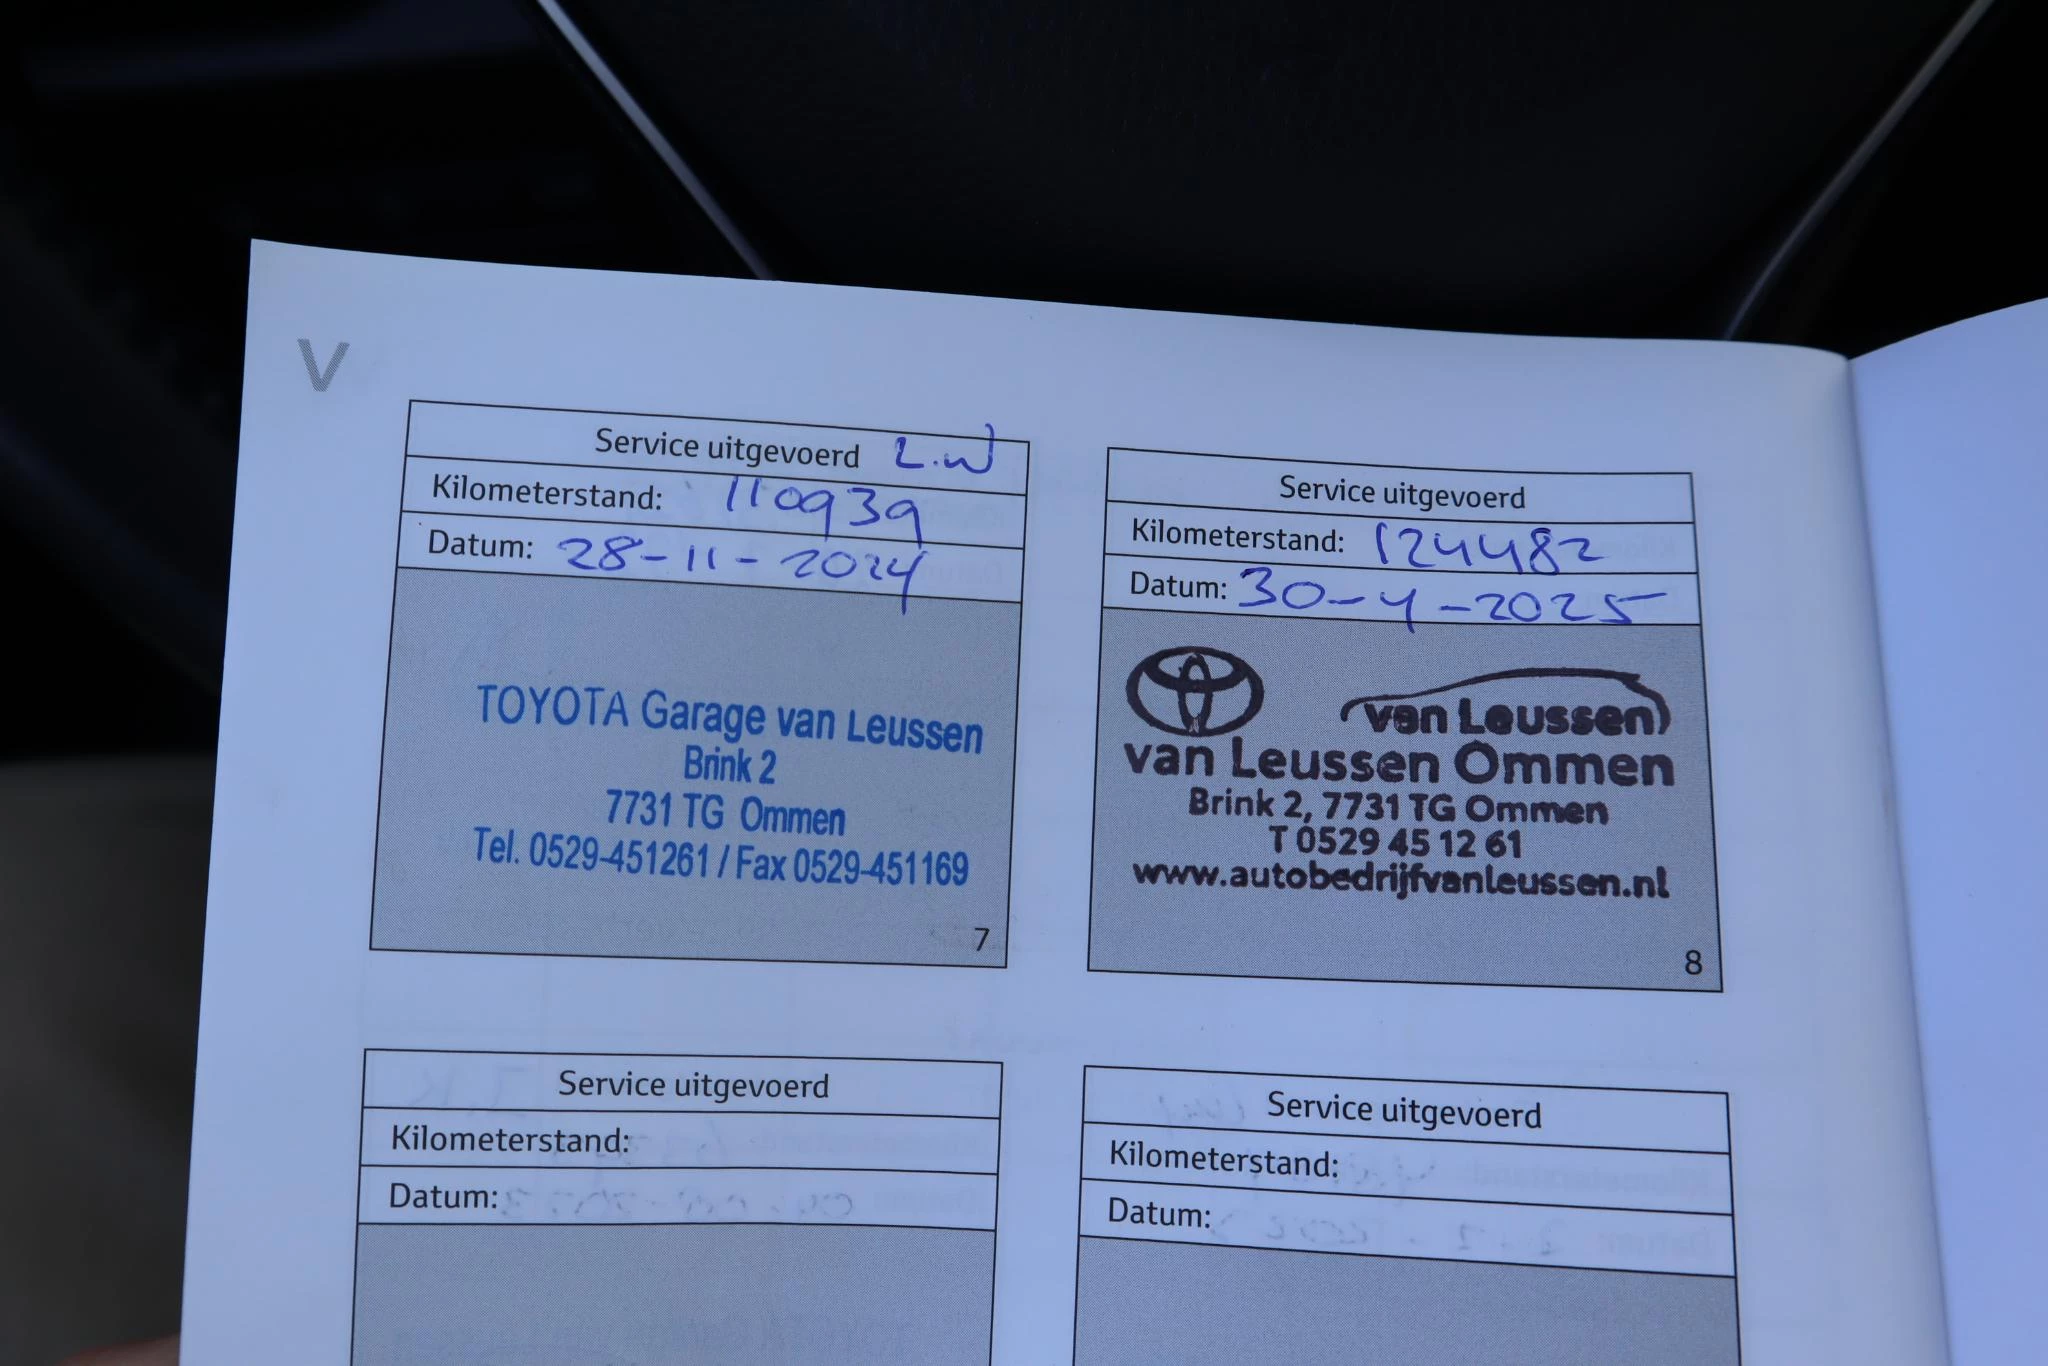 V
Service uitgevoerd L.W
Kilometerstand: 110939
Datum: 28-11-2024
TOYOTA Garage van Leussen
Brink 2
7731 TG Ommen
Tel. 0529-451261 / Fax 0529-451169
7
Service uitgevoerd
Kilometerstand: 124482
Datum: 30-4-2025
van Leussen
van Leussen Ommen
Brink 2, 7731 TG Ommen
T 0529 45 12 61
www.autobedrijfvanleussen.nl
8
Service uitgevoerd
Kilometerstand:
Datum:
Service uitgevoerd
Kilometerstand:
Datum: